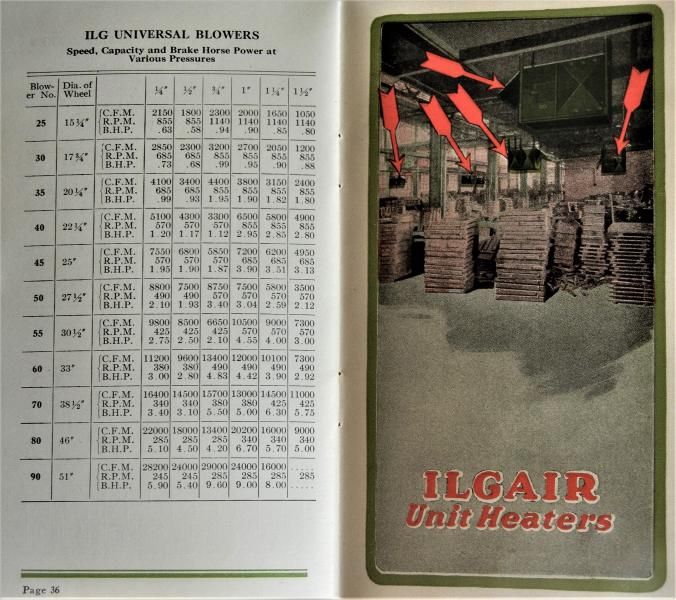 ILG UNIVERSAL BLOWERS
Speed, Capacity and Brake Horse Power at
Various Pressures
Blow- Dia. of ¼" ½" ¾" 1" 1¼" 1½"
er No. Wheel
C.F.M. 2150 1800 2300 2000 1650 1050
25 15¼" R.P.M. 855 855 1140 1140 1140 1140
B.H.P. .63 .58 .94 .90 .85 .80
C.F.M. 2850 2300 3200 2700 2050 1200
30 17¾" R.P.M. 685 685 855 855 855 855
B.H.P. .73 .68 .99 .95 .90 .88
C.F.M. 4100 3400 4400 3800 3150 2400
35 20¼" R.P.M. 685 685 855 855 855 855
B.H.P. .99 .93 1.95 1.90 1.82 1.80
C.F.M. 5100 4300 3300 6500 5800 4900
40 22¼" R.P.M. 570 570 570 855 855 855
B.H.P. 1.20 1.17 1.12 2.95 2.85 2.80
C.F.M. 7550 6800 5850 7200 6200 4950
45 25" R.P.M. 570 570 570 685 685 685
B.H.P. 1.95 1.90 1.87 3.90 3.51 3.13
C.F.M. 8800 7500 8750 7500 5800 3500
50 27½" R.P.M. 490 490 570 570 570 570
B.H.P. 2.10 1.93 3.40 3.04 2.59 2.12
C.F.M. 9800 8500 6650 10500 9000 7300
55 30½" R.P.M. 425 425 425 570 570 570
B.H.P. 2.75 2.50 2.10 4.55 4.00 3.00
C.F.M. 11200 9600 13400 12000 10100 7300
60 33" R.P.M. 380 380 490 490 490 490
B.H.P. 3.00 2.80 4.83 4.42 3.90 2.92
C.F.M. 16400 14500 15700 13000 14500 11000
70 38½" R.P.M. 340 340 380 380 425 425
B.H.P. 3.40 3.10 5.50 5.00 6.30 5.75
C.F.M. 22000 18000 13400 20200 16000 9000
80 46" R.P.M. 285 285 285 340 340 340
B.H.P. 5.10 4.50 4.20 6.70 5.70 5.00
C.F.M. 28200 24000 29000 24000 16000 .....
90 51" R.P.M. 245 245 285 285 285 285
B.H.P. 5.90 5.40 9.60 9.00 8.00 .....
Page 36
ILGAIR
Unit Heaters